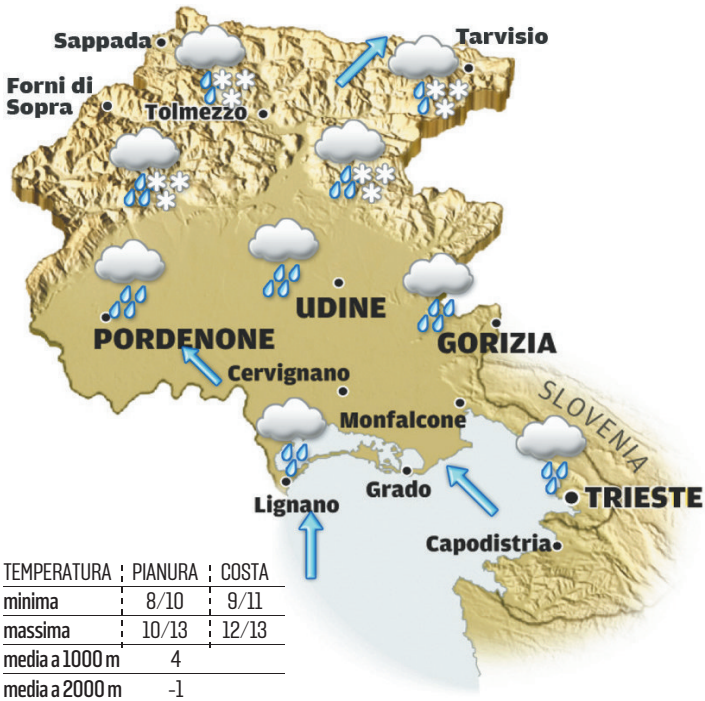 Sappada
Tarvisio
Forni di
Sopra
Tolmezzo
UDINE
PORDENONE
GORIZIA
Cervignano
SLOVENIA
Monfalcone
Grado
Lignano
TRIESTE
Capodistria
TEMPERATURA PIANURA COSTA
minima 8/10 9/11
massima 10/13 12/13
media a 1000 m 4
media a 2000 m -1